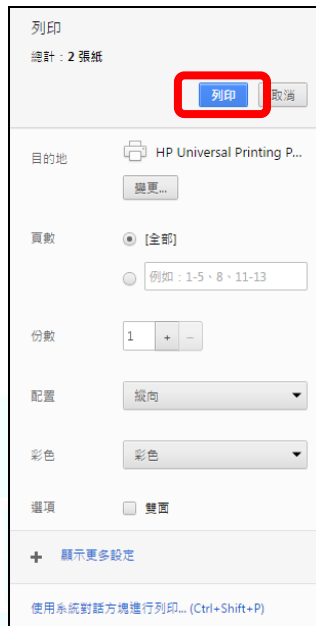 列印
總計：2 張紙
列印 取消
目的地 HP Universal Printing P...
變更...
頁數 [全部]
例如：1-5、8、11-13
份數 1 + −
配置 縱向
彩色 彩色
選項 雙面
+ 顯示更多設定
使用系統對話方塊進行列印... (Ctrl+Shift+P)